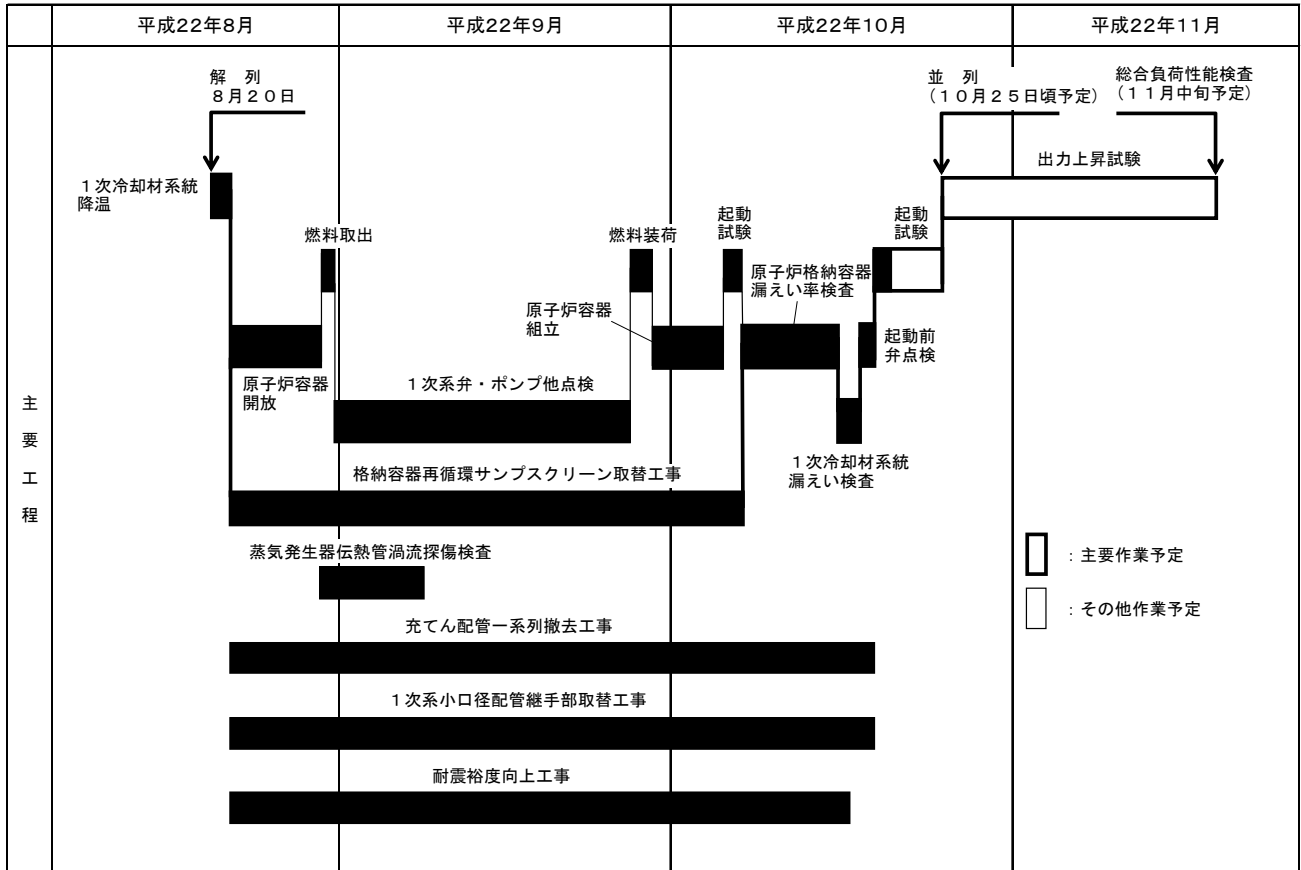 平成22年8月
平成22年9月
平成22年10月
平成22年11月
主要工程
解 列
8月20日
並 列
(10月25日頃予定)
総合負荷性能検査
(11月中旬予定)
出力上昇試験
1次冷却材系統
降温
燃料取出
燃料装荷
起動
試験
起動
試験
原子炉格納容器
漏えい率検査
原子炉容器
組立
起動前
弁点検
原子炉容器
開放
1次系弁・ポンプ他点検
1次冷却材系統
漏えい検査
格納容器再循環サンプスクリーン取替工事
蒸気発生器伝熱管渦流探傷検査
:主要作業予定
:その他作業予定
充てん配管一系列撤去工事
1次系小口径配管継手部取替工事
耐震裕度向上工事